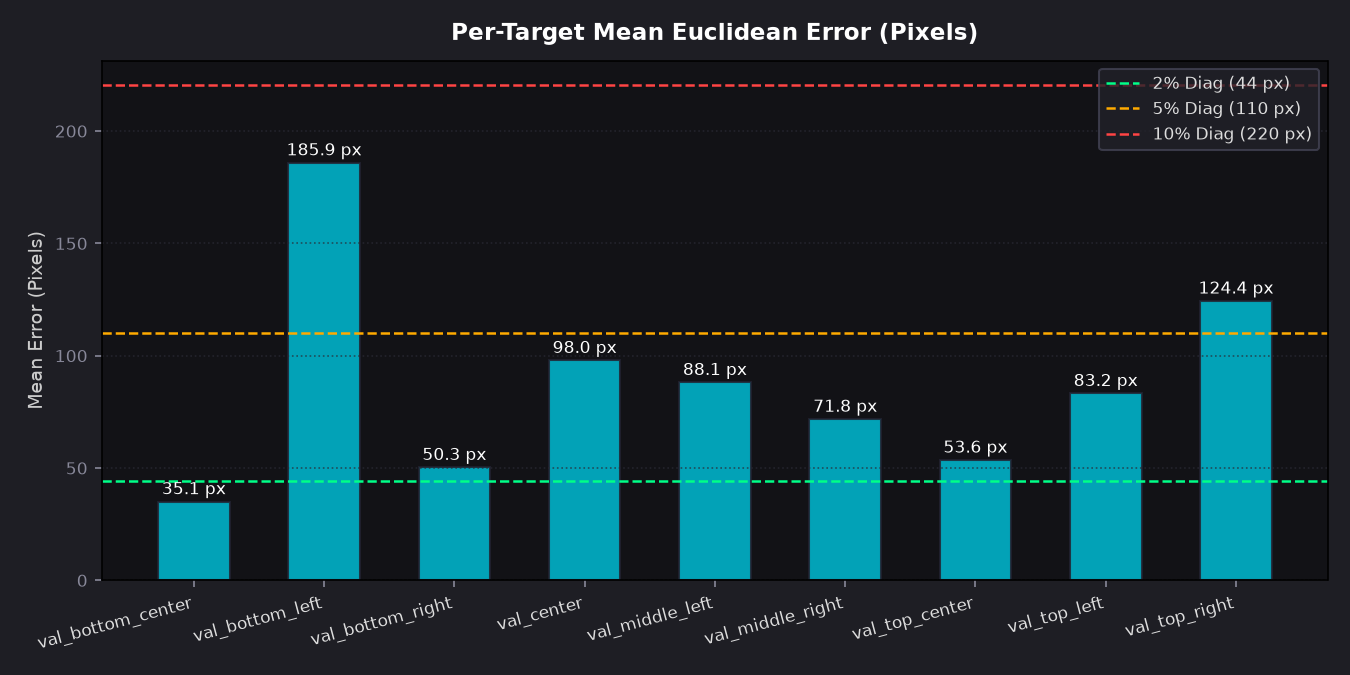 Per-Target Mean Euclidean Error (Pixels)
2% Diag (44 px)
5% Diag (110 px)
10% Diag (220 px)
Mean Error (Pixels)
200
150
100
50
0
35.1 px
185.9 px
50.3 px
98.0 px
88.1 px
71.8 px
53.6 px
83.2 px
124.4 px
val_bottom_center
val_bottom_left
val_bottom_right
val_center
val_middle_left
val_middle_right
val_top_center
val_top_left
val_top_right